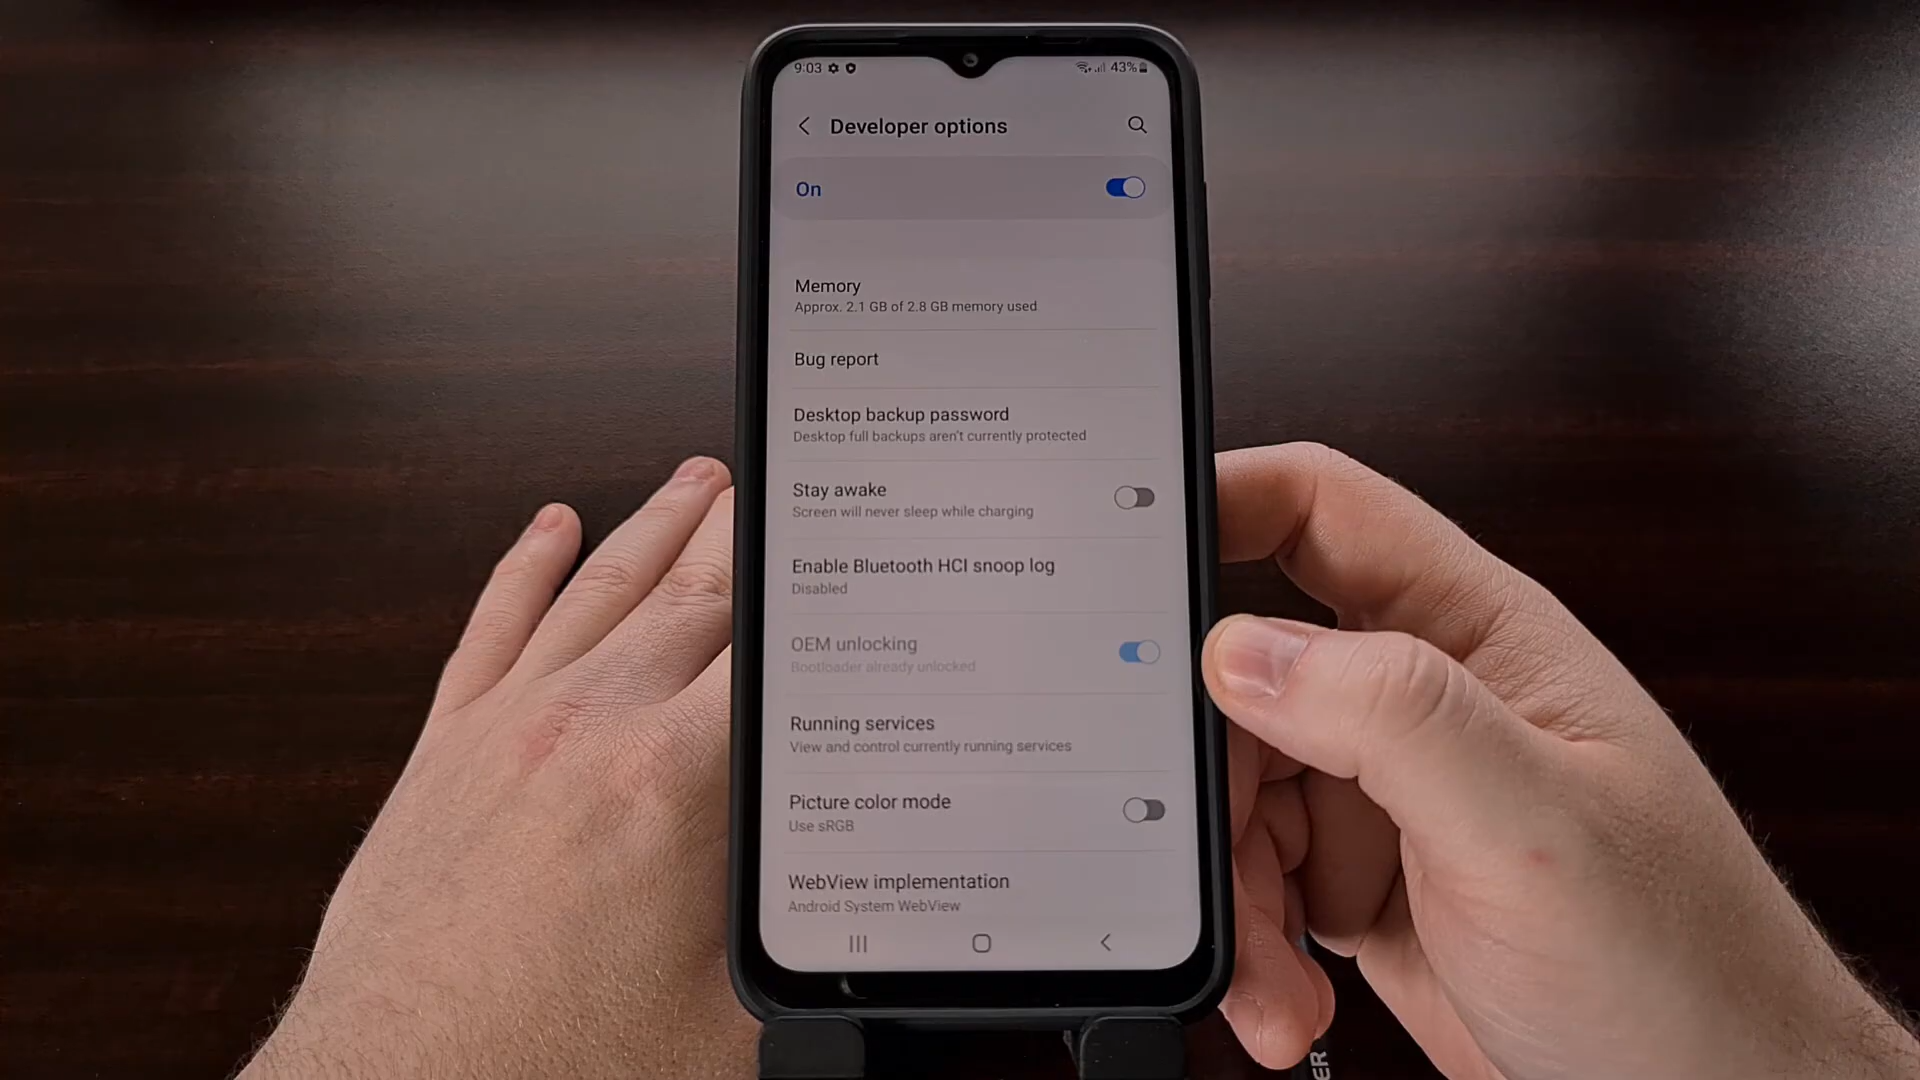 9:03 43%
Developer options
On
Memory
Approx. 2.1 GB of 2.8 GB memory used
Bug report
Desktop backup password
Desktop full backups aren't currently protected
Stay awake
Screen will never sleep while charging
Enable Bluetooth HCI snoop log
Disabled
OEM unlocking
Bootloader already unlocked
Running services
View and control currently running services
Picture color mode
Use sRGB
WebView implementation
Android System WebView
ER